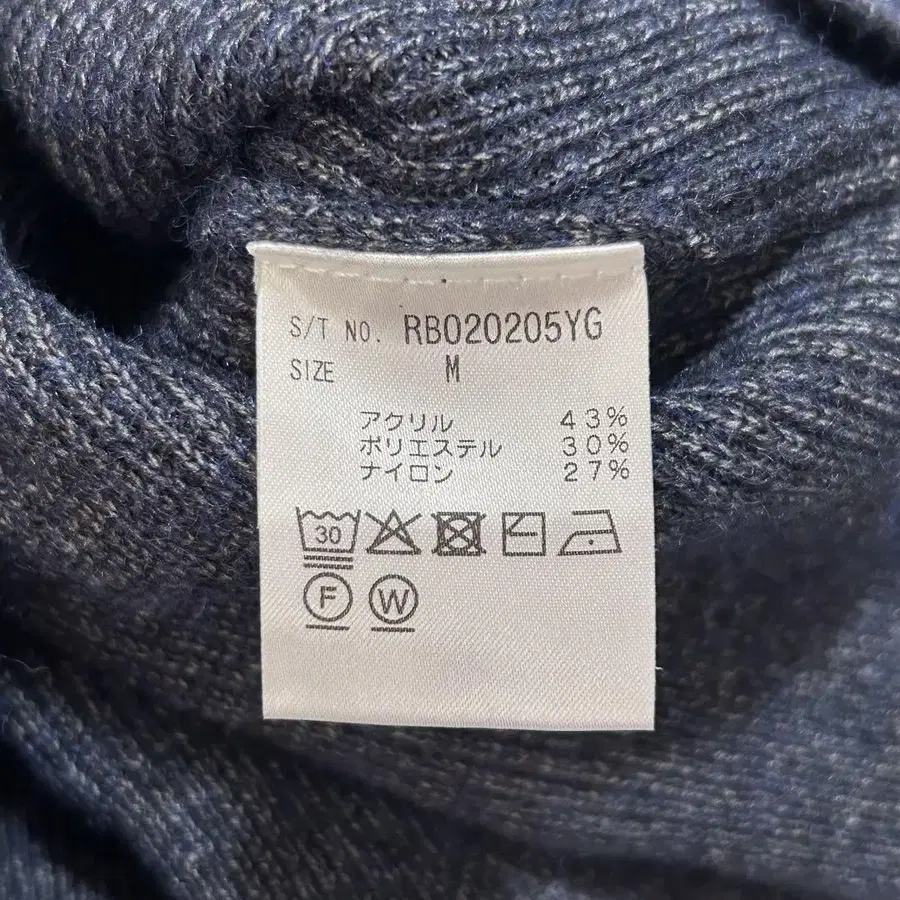 S/T NO. RB020205YG
SIZE M
アクリル 43%
ポリエステル 30%
ナイロン 27%
30
F W